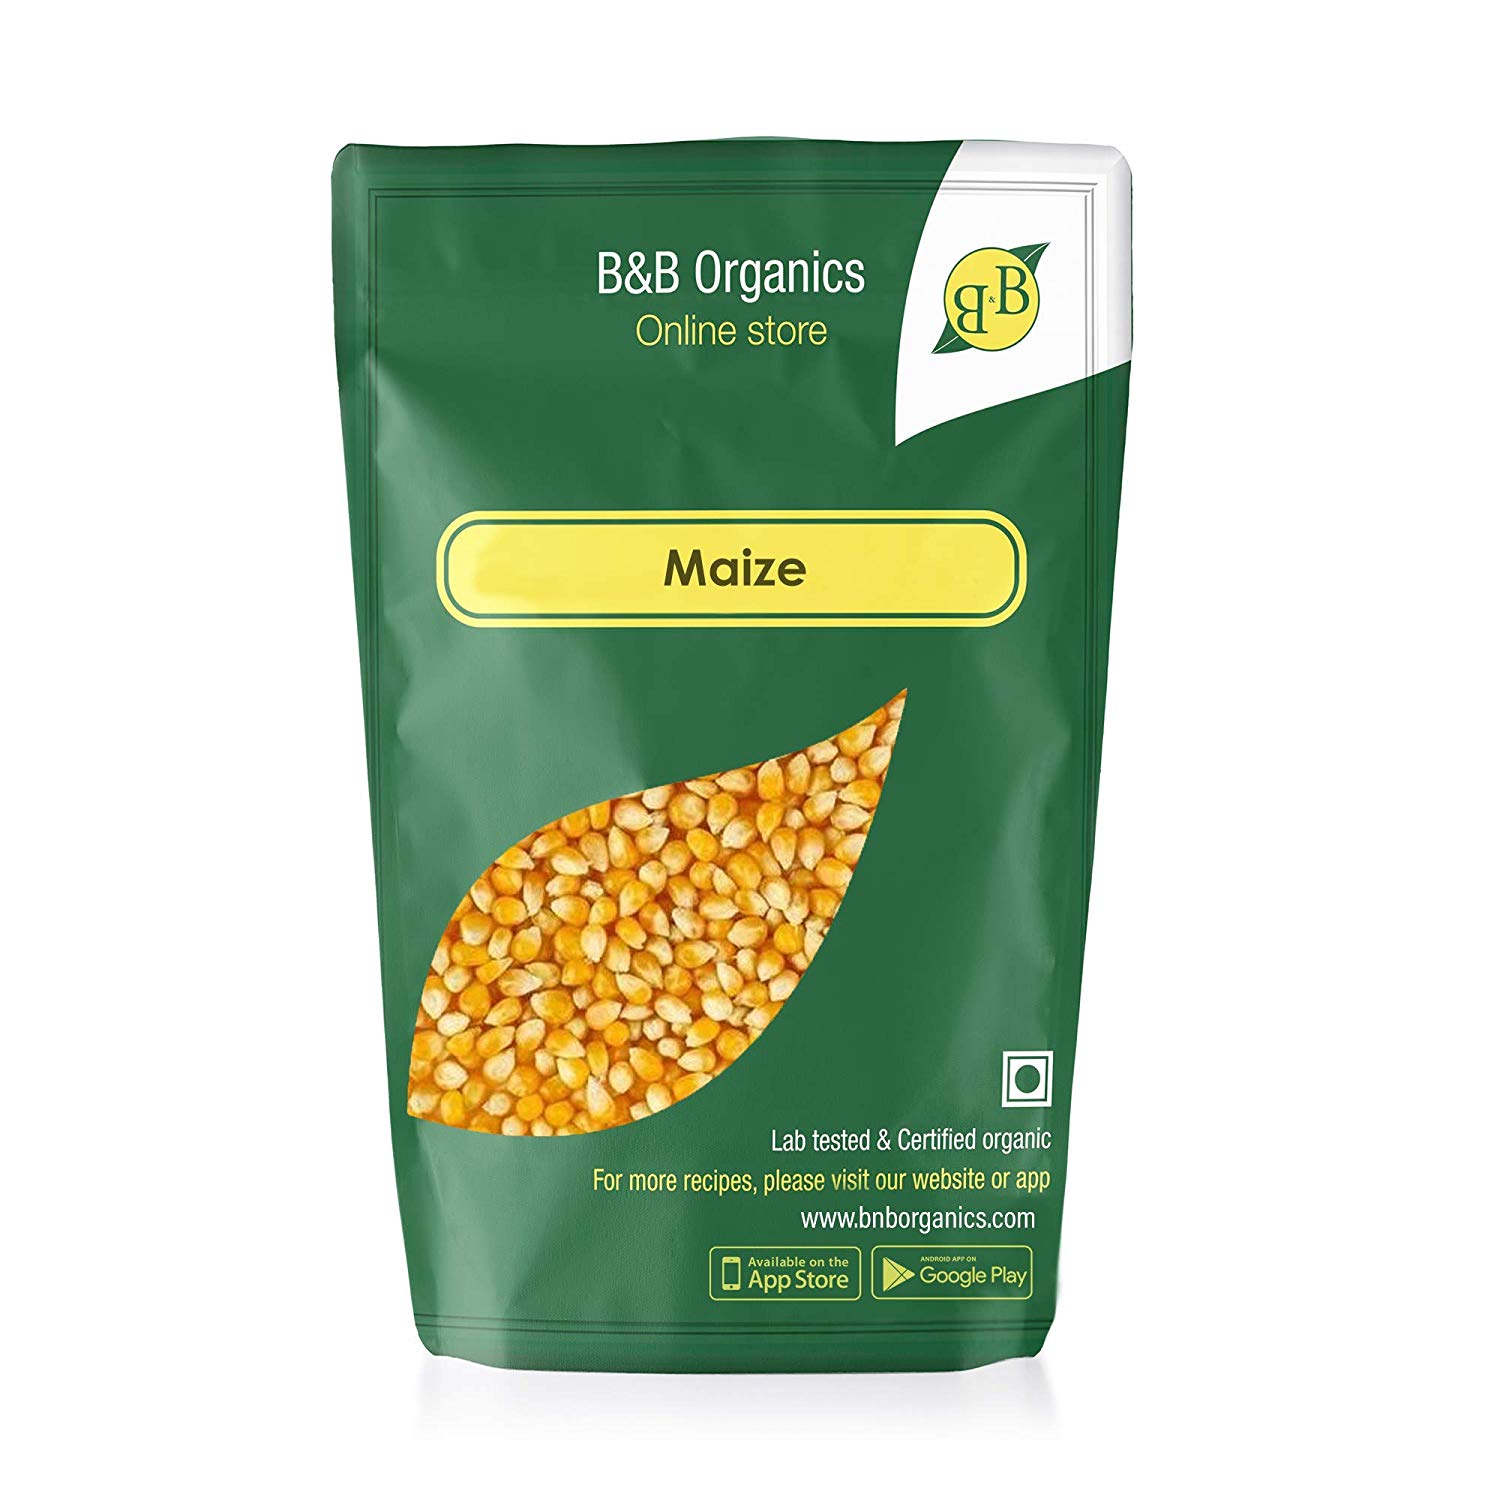 B&B Organics
Online store
B&B
Maize
Lab tested & Certified organic
For more recipes, please visit our website or app
www.bnborganics.com
Available on the
App Store
ANDROID APP ON
Google Play